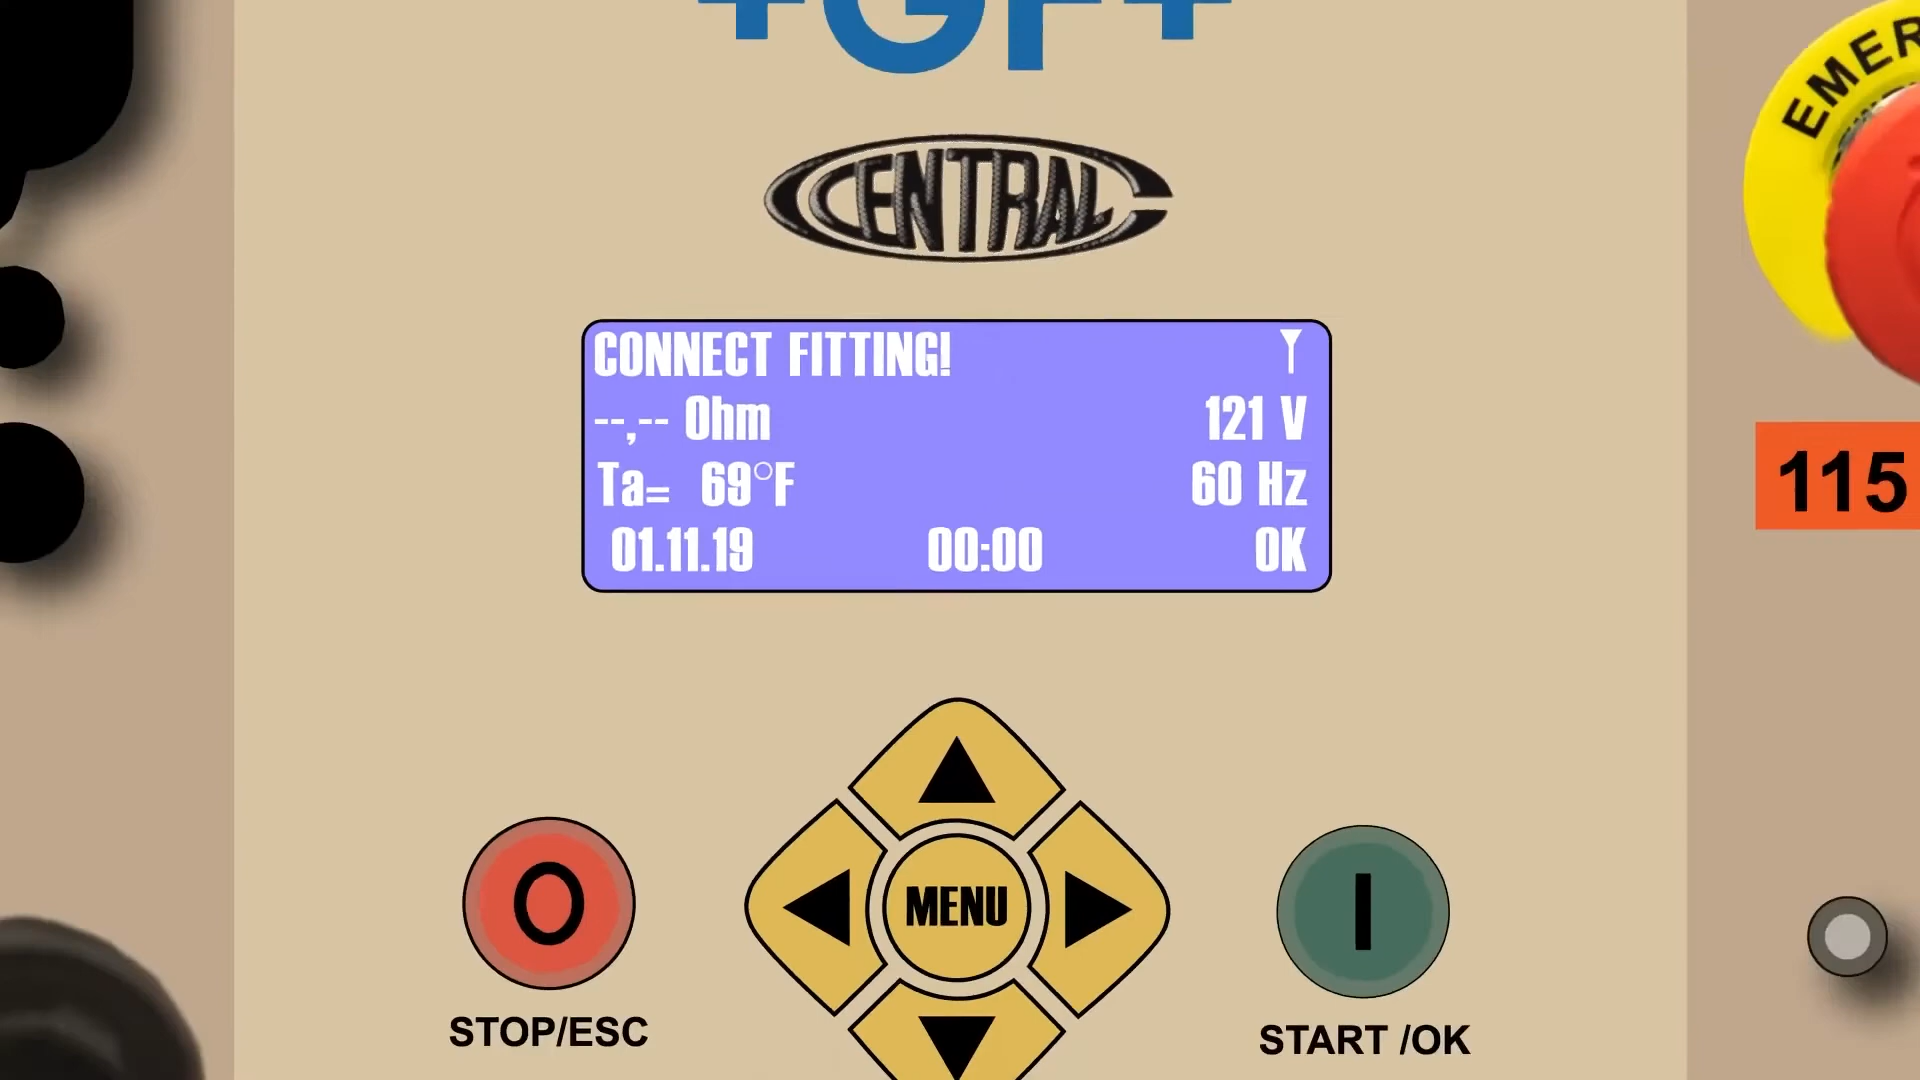 +GF+
CENTRAL
EMER
CONNECT FITTING!
--,-- Ohm 121 V
Ta= 69°F 60 Hz
01.11.19 00:00 OK
115
MENU
O
I
STOP/ESC
START /OK